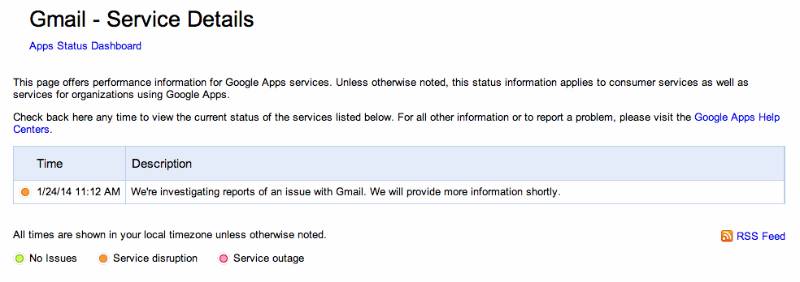 Gmail - Service Details
Apps Status Dashboard
This page offers performance information for Google Apps services. Unless otherwise noted, this status information applies to consumer services as well as
services for organizations using Google Apps.
Check back here any time to view the current status of the services listed below. For all other information or to report a problem, please visit the Google Apps Help
Centers.
Time Description
1/24/14 11:12 AM We're investigating reports of an issue with Gmail. We will provide more information shortly.
All times are shown in your local timezone unless otherwise noted. RSS Feed
No Issues Service disruption Service outage